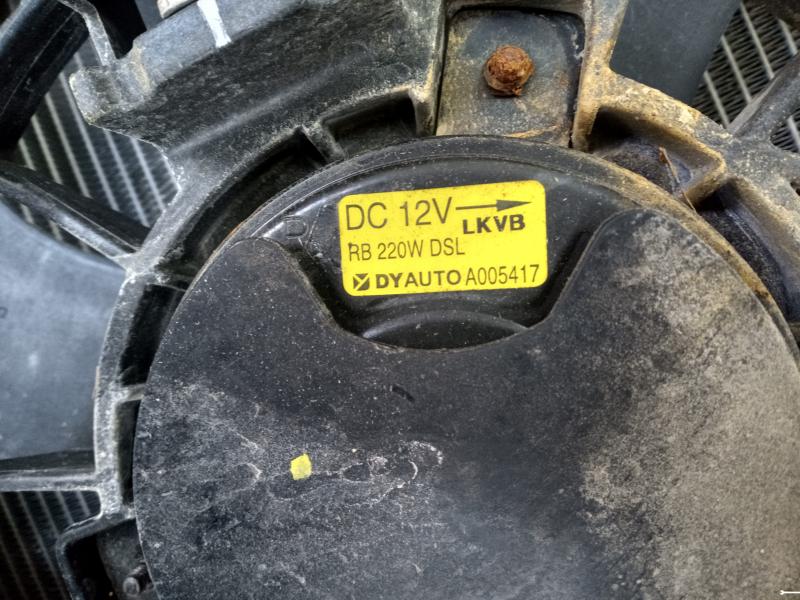 DC 12V
LKVB
RB 220W DSL
DYAUTO A005417